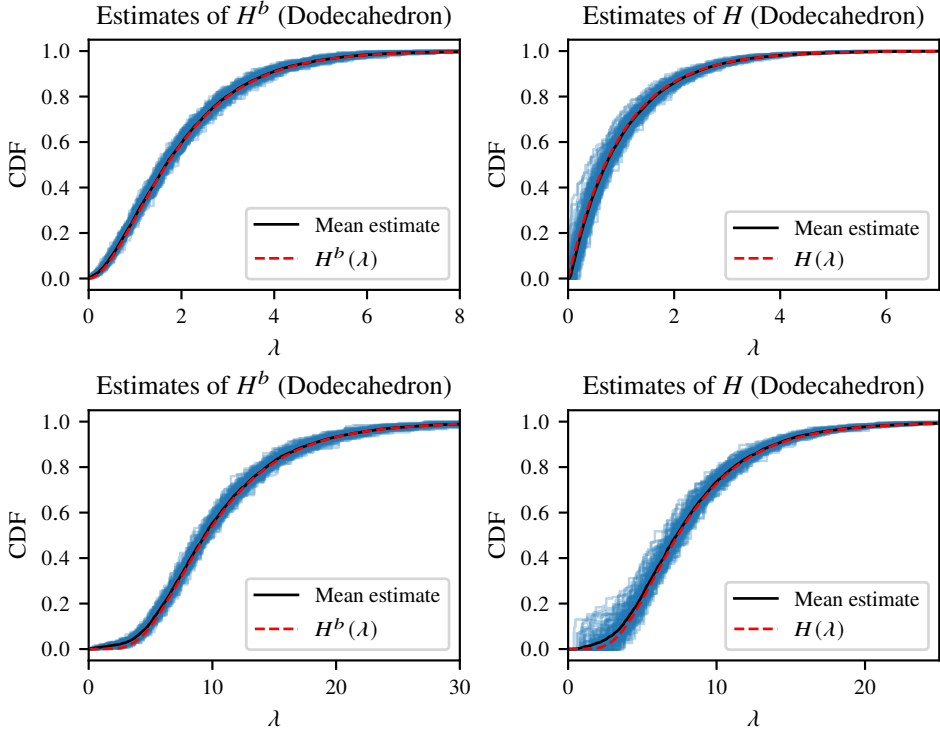 Estimates of H^b (Dodecahedron)
CDF
1.0
0.8
0.6
0.4
0.2
0.0
Mean estimate
H^b(λ)
0 2 4 6 8
λ
Estimates of H (Dodecahedron)
CDF
1.0
0.8
0.6
0.4
0.2
0.0
Mean estimate
H(λ)
0 2 4 6
λ
Estimates of H^b (Dodecahedron)
CDF
1.0
0.8
0.6
0.4
0.2
0.0
Mean estimate
H^b(λ)
0 10 20 30
λ
Estimates of H (Dodecahedron)
CDF
1.0
0.8
0.6
0.4
0.2
0.0
Mean estimate
H(λ)
0 10 20
λ